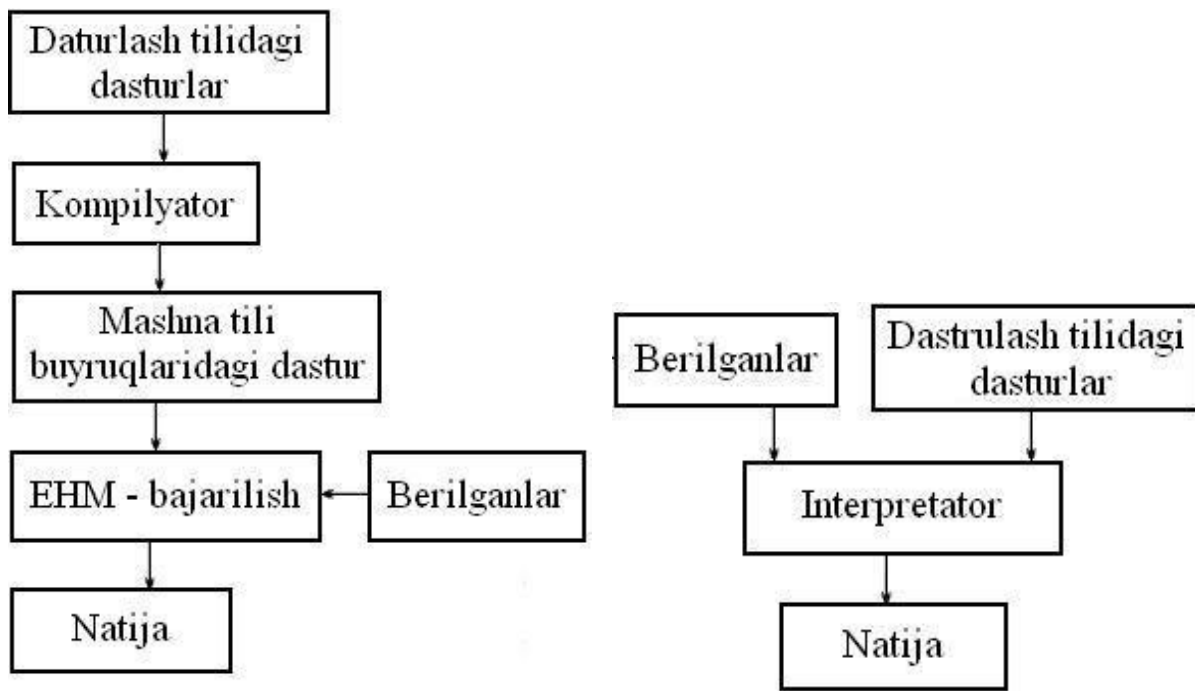 Daturlash tilidagi
dasturlar
Kompilyator
Mashna tili
buyruqlaridagi dastur
EHM - bajarilish
Berilganlar
Natija
Berilganlar
Dastrulash tilidagi
dasturlar
Interpretator
Natija